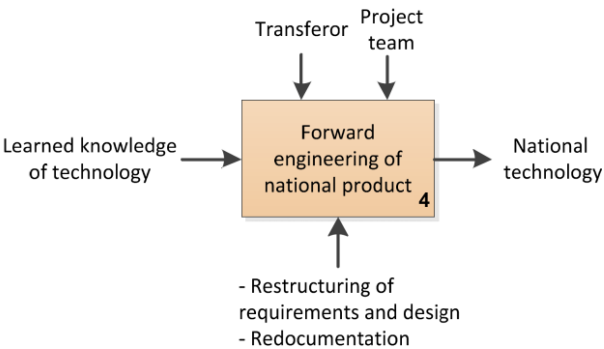 Transferor
Project
team
Learned knowledge
of technology
Forward
engineering of
national product
4
National
technology
- Restructuring of
requirements and design
- Redocumentation